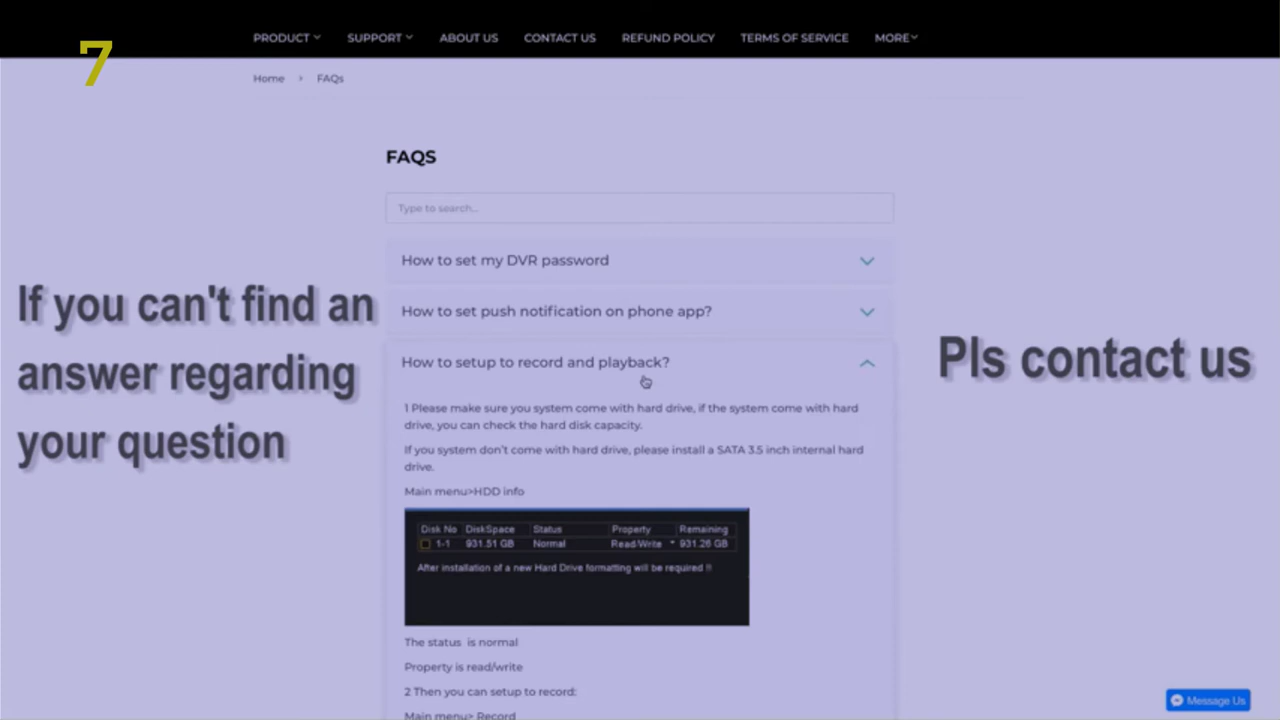 7
PRODUCT SUPPORT ABOUT US CONTACT US REFUND POLICY TERMS OF SERVICE MORE
Home > FAQs
FAQS
Type to search...
How to set my DVR password
How to set push notification on phone app?
How to setup to record and playback?
1 Please make sure you system come with hard drive, if the system come with hard
drive, you can check the hard disk capacity.
If you system don't come with hard drive, please install a SATA 3.5 inch internal hard
drive.
Main menu>HDD info
Disk No DiskSpace Status Property Remaining
1-1 931.51 GB Normal Read/Write 931.26 GB
After installation of a new Hard Drive formatting will be required !!
The status is normal
Property is read/write
2 Then you can setup to record:
Main menu> Record
If you can't find an
answer regarding
your question
Pls contact us
Message Us